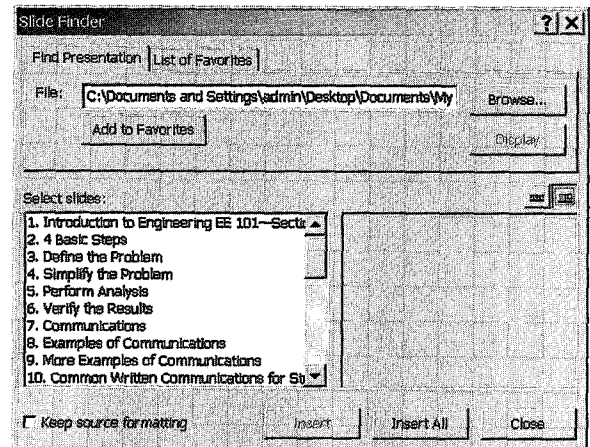 Slide Finder
Find Presentation List of Favorites
File: C:\Documents and Settings\admin\Desktop\Documents\My Browse...
Add to Favorites Display
Select slides:
1. Introduction to Engineering EE 101—Sectic
2. 4 Basic Steps
3. Define the Problem
4. Simplify the Problem
5. Perform Analysis
6. Verify the Results
7. Communications
8. Examples of Communications
9. More Examples of Communications
10. Common Written Communications for Stu
Keep source formatting Insert Insert All Close